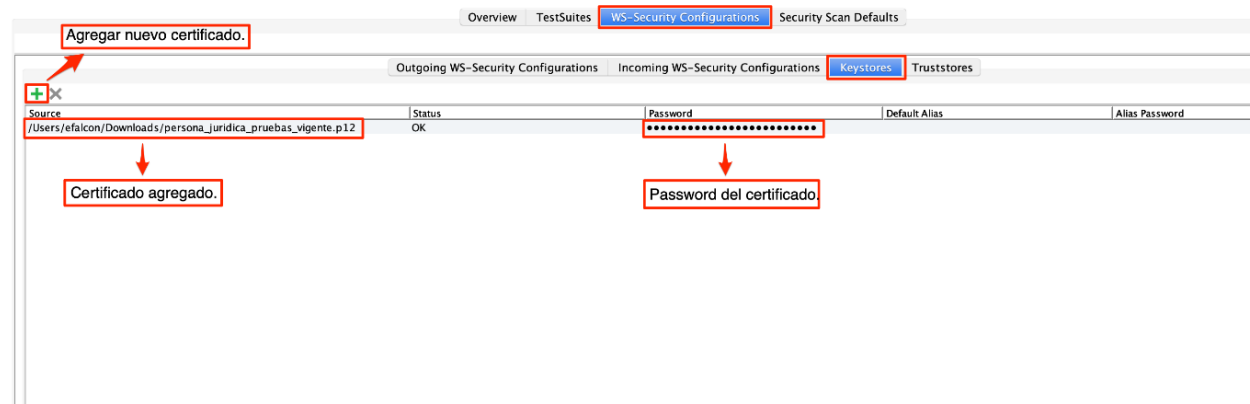 Overview TestSuites WS-Security Configurations Security Scan Defaults
Agregar nuevo certificado.
Outgoing WS-Security Configurations Incoming WS-Security Configurations Keystores Truststores
Source Status Password Default Alias Alias Password
/Users/efalcon/Downloads/persona_juridica_pruebas_vigente.p12 OK •••••••••••••••••••••••••
Certificado agregado. Password del certificado.